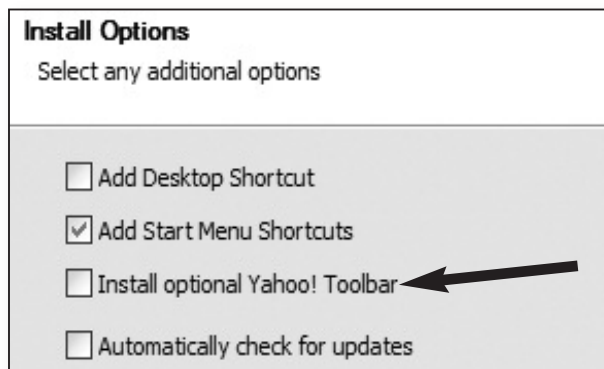 Install Options
Select any additional options
Add Desktop Shortcut
Add Start Menu Shortcuts
Install optional Yahoo! Toolbar
Automatically check for updates